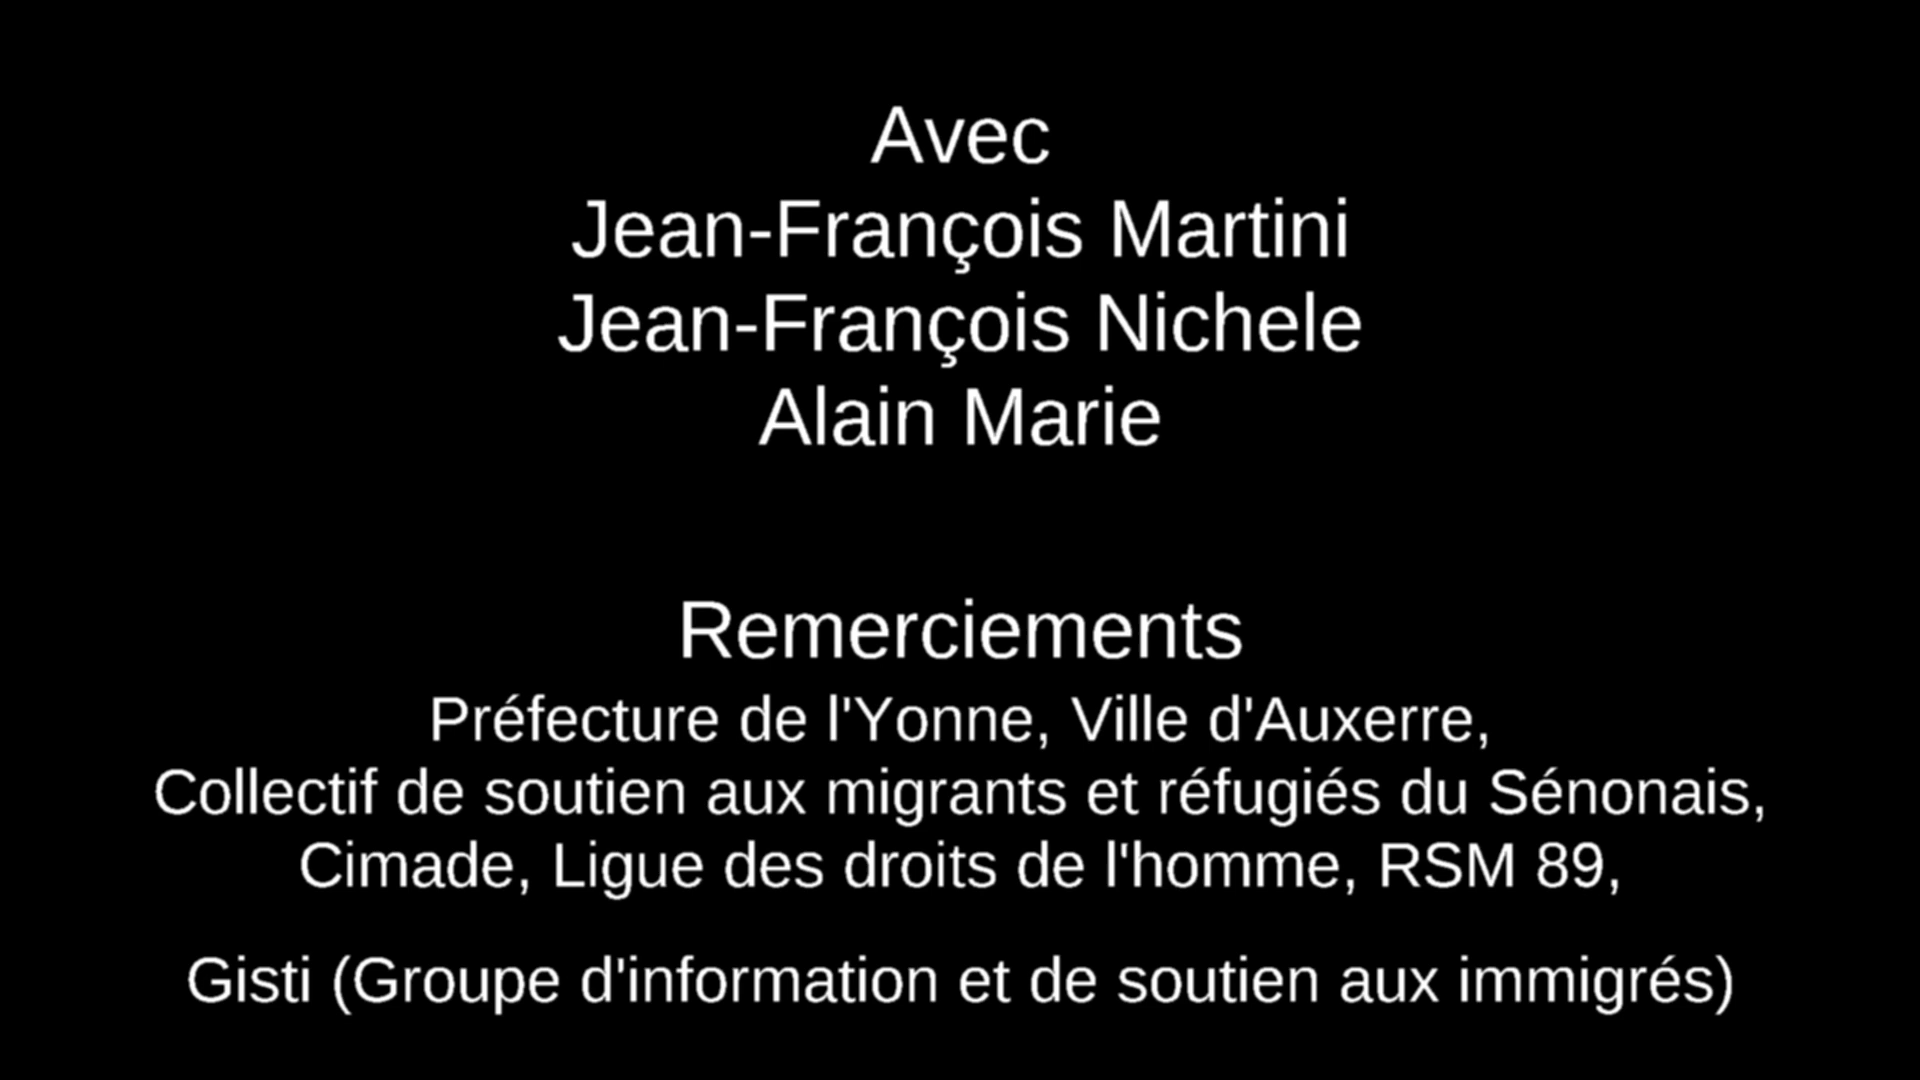 Avec
Jean-François Martini
Jean-François Nichele
Alain Marie
Remerciements
Préfecture de l'Yonne, Ville d'Auxerre,
Collectif de soutien aux migrants et réfugiés du Sénonais,
Cimade, Ligue des droits de l'homme, RSM 89,
Gisti (Groupe d'information et de soutien aux immigrés)